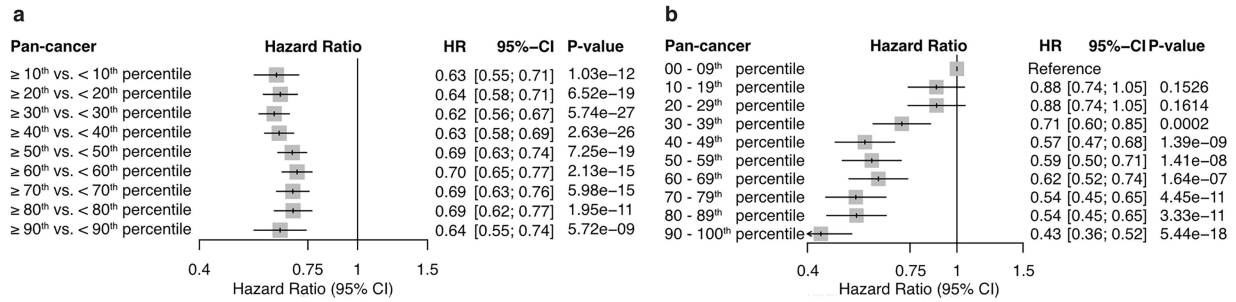 a
Pan-cancer Hazard Ratio HR 95%–CI P-value
≥ 10th vs. < 10th percentile 0.63 [0.55; 0.71] 1.03e−12
≥ 20th vs. < 20th percentile 0.64 [0.58; 0.71] 6.52e−19
≥ 30th vs. < 30th percentile 0.62 [0.56; 0.67] 5.74e−27
≥ 40th vs. < 40th percentile 0.63 [0.58; 0.69] 2.63e−26
≥ 50th vs. < 50th percentile 0.69 [0.63; 0.74] 7.25e−19
≥ 60th vs. < 60th percentile 0.70 [0.65; 0.77] 2.13e−15
≥ 70th vs. < 70th percentile 0.69 [0.63; 0.76] 5.98e−15
≥ 80th vs. < 80th percentile 0.69 [0.62; 0.77] 1.95e−11
≥ 90th vs. < 90th percentile 0.64 [0.55; 0.74] 5.72e−09
0.4 0.75 1 1.5
Hazard Ratio (95% CI)
b
Pan-cancer Hazard Ratio HR 95%–CI P-value
00 - 09th percentile Reference
10 - 19th percentile 0.88 [0.74; 1.05] 0.1526
20 - 29th percentile 0.88 [0.74; 1.05] 0.1614
30 - 39th percentile 0.71 [0.60; 0.85] 0.0002
40 - 49th percentile 0.57 [0.47; 0.68] 1.39e−09
50 - 59th percentile 0.59 [0.50; 0.71] 1.41e−08
60 - 69th percentile 0.62 [0.52; 0.74] 1.64e−07
70 - 79th percentile 0.54 [0.45; 0.65] 4.45e−11
80 - 89th percentile 0.54 [0.45; 0.65] 3.33e−11
90 - 100th percentile 0.43 [0.36; 0.52] 5.44e−18
0.4 0.75 1 1.5
Hazard Ratio (95% CI)